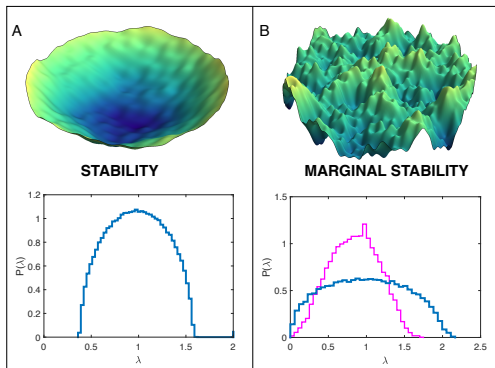 A
STABILITY
1.2
1
0.8
0.6
0.4
0.2
0
P(λ)
0 0.5 1 1.5 2
λ
B
MARGINAL STABILITY
1.5
1
0.5
0
P(λ)
0 0.5 1 1.5 2 2.5
λ